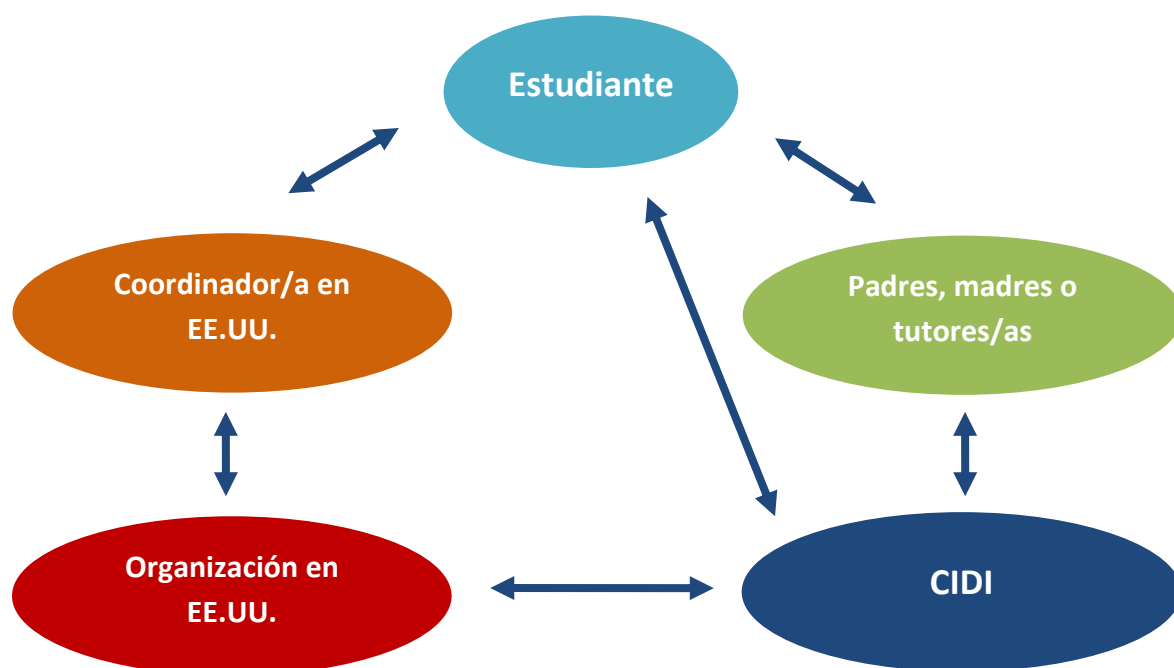 Estudiante
Coordinador/a en
EE.UU.
Padres, madres o
tutores/as
Organización en
EE.UU.
CIDI